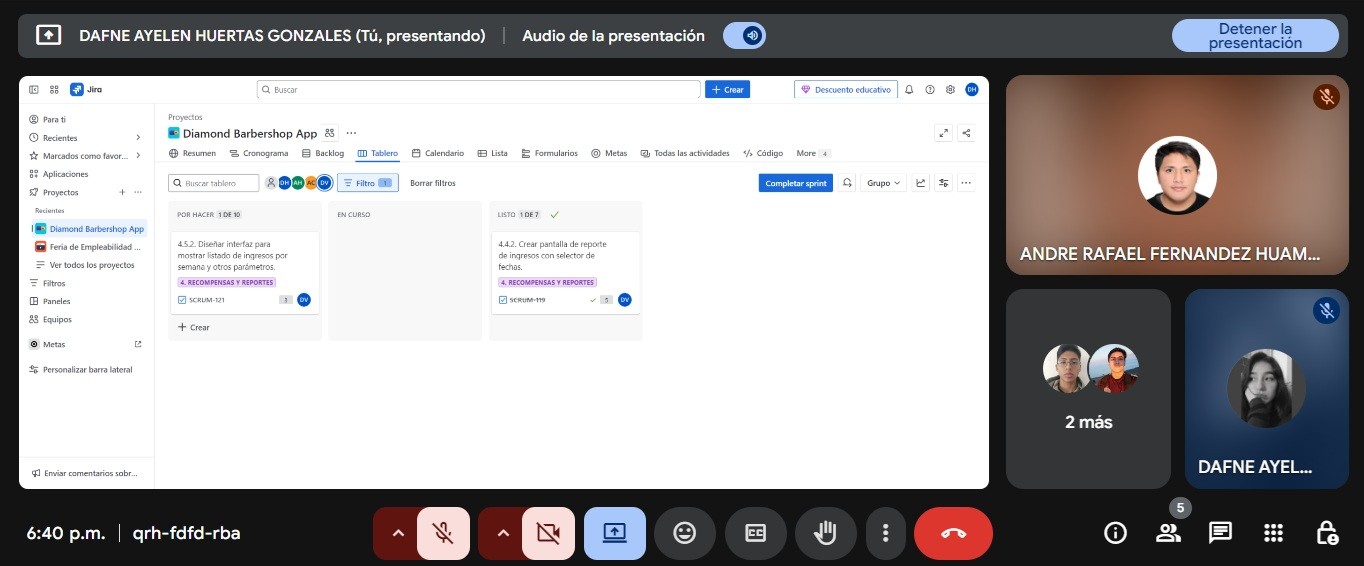 DAFNE AYELEN HUERTAS GONZALES (Tú, presentando)
Audio de la presentación
Detener la
presentación
Jira
Buscar
Crear
Descuento educativo
DH
Para ti
Recientes
Marcados como favor...
Aplicaciones
Proyectos
Recientes
Diamond Barbershop App
Feria de Empleabilidad ...
Ver todos los proyectos
Filtros
Paneles
Equipos
Metas
Personalizar barra lateral
Enviar comentarios sobr...
Proyectos
Diamond Barbershop App
Resumen
Cronograma
Backlog
Tablero
Calendario
Lista
Formularios
Metas
Todas las actividades
Código
More 4
Buscar tablero
DH AH AC DV
Filtro 1
Borrar filtros
Completar sprint
Grupo
POR HACER 1 DE 10
4.5.2. Diseñar interfaz para
mostrar listado de ingresos por
semana y otros parámetros.
4. RECOMPENSAS Y REPORTES
SCRUM-121 3 DV
Crear
EN CURSO
LISTO 1 DE 7
4.4.2. Crear pantalla de reporte
de ingresos con selector de
fechas.
4. RECOMPENSAS Y REPORTES
SCRUM-119 5 DV
ANDRE RAFAEL FERNANDEZ HUAM...
2 más
DAFNE AYEL...
6:40 p.m.
qrh-fdfd-rba
5